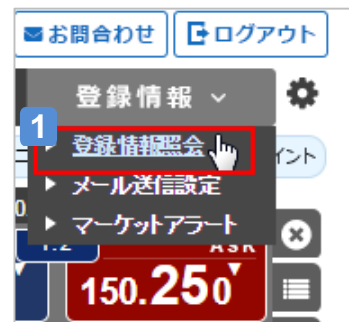 お問合わせ ログアウト
登録情報
1
登録情報照会
イント
メール送信設定
マーケットアラート
0
1.2 ASK
150.250